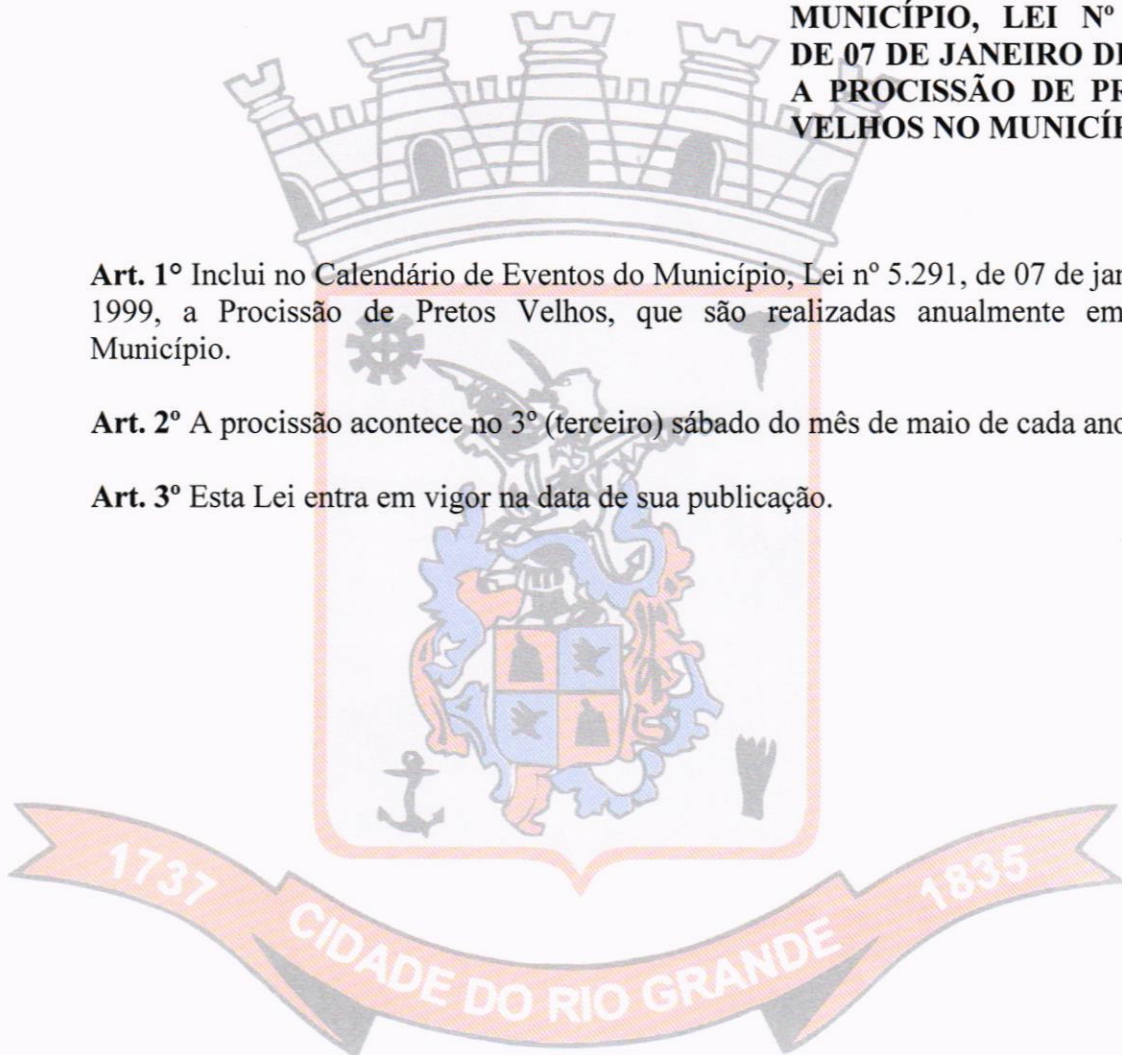 MUNICÍPIO, LEI Nº
DE 07 DE JANEIRO DE
A PROCISSÃO DE PR
VELHOS NO MUNICÍ
Art. 1° Inclui no Calendário de Eventos do Município, Lei nº 5.291, de 07 de jan
1999, a Procissão de Pretos Velhos, que são realizadas anualmente em
Município.
Art. 2º A procissão acontece no 3º (terceiro) sábado do mês de maio de cada ano
Art. 3º Esta Lei entra em vigor na data de sua publicação.
1737 CIDADE DO RIO GRANDE 1835